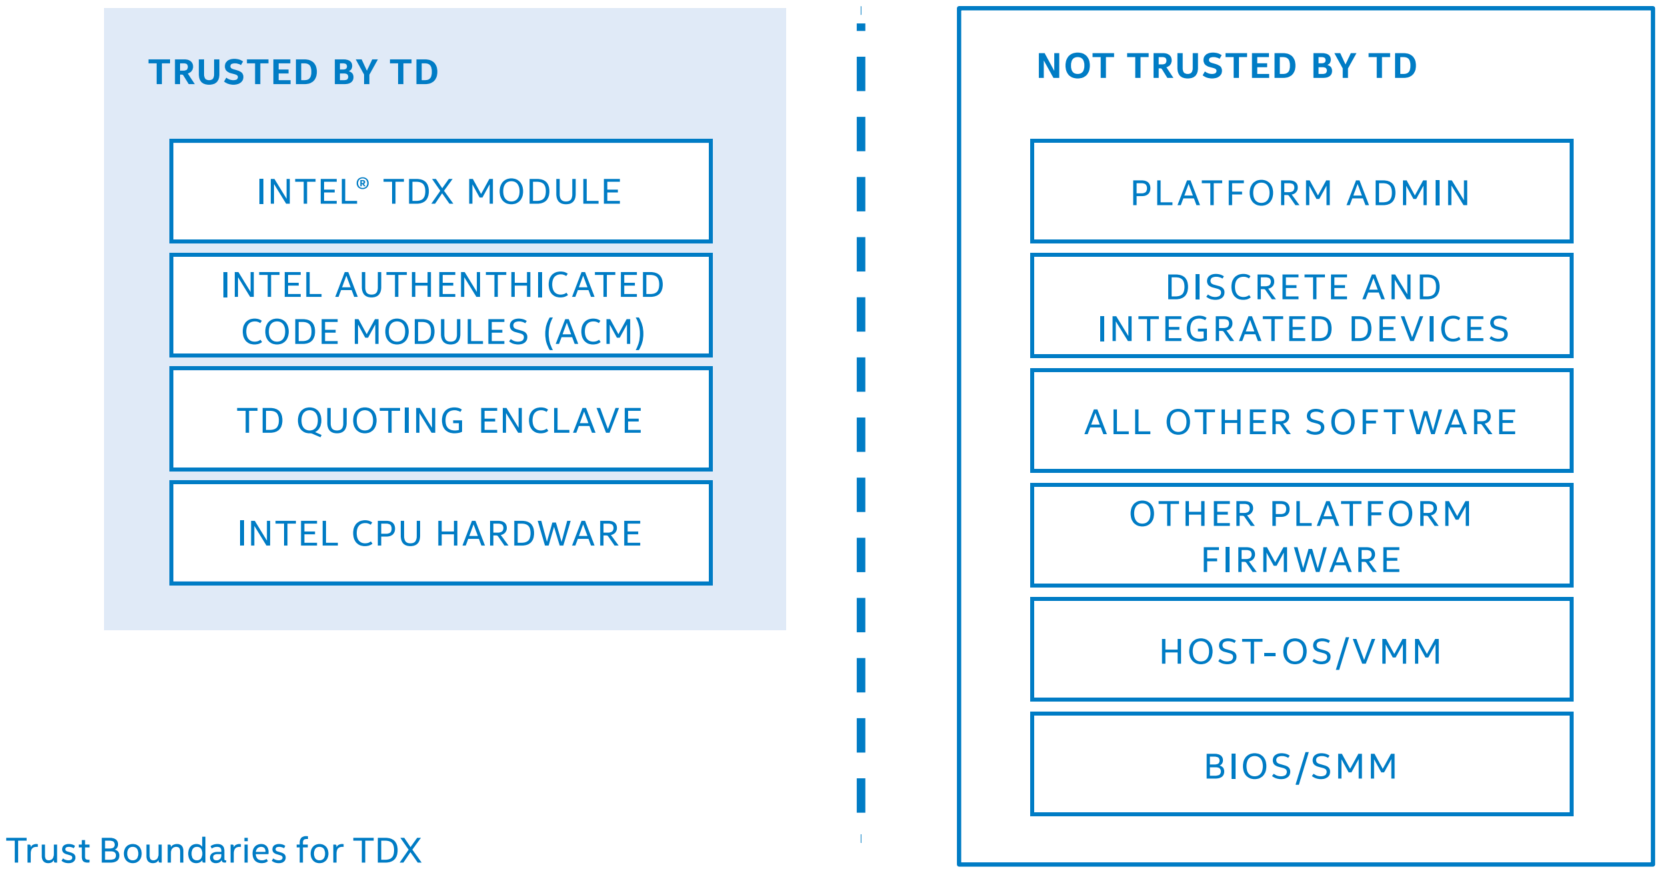 TRUSTED BY TD
INTEL® TDX MODULE
INTEL AUTHENTHICATED
CODE MODULES (ACM)
TD QUOTING ENCLAVE
INTEL CPU HARDWARE
NOT TRUSTED BY TD
PLATFORM ADMIN
DISCRETE AND
INTEGRATED DEVICES
ALL OTHER SOFTWARE
OTHER PLATFORM
FIRMWARE
HOST-OS/VMM
BIOS/SMM
Trust Boundaries for TDX